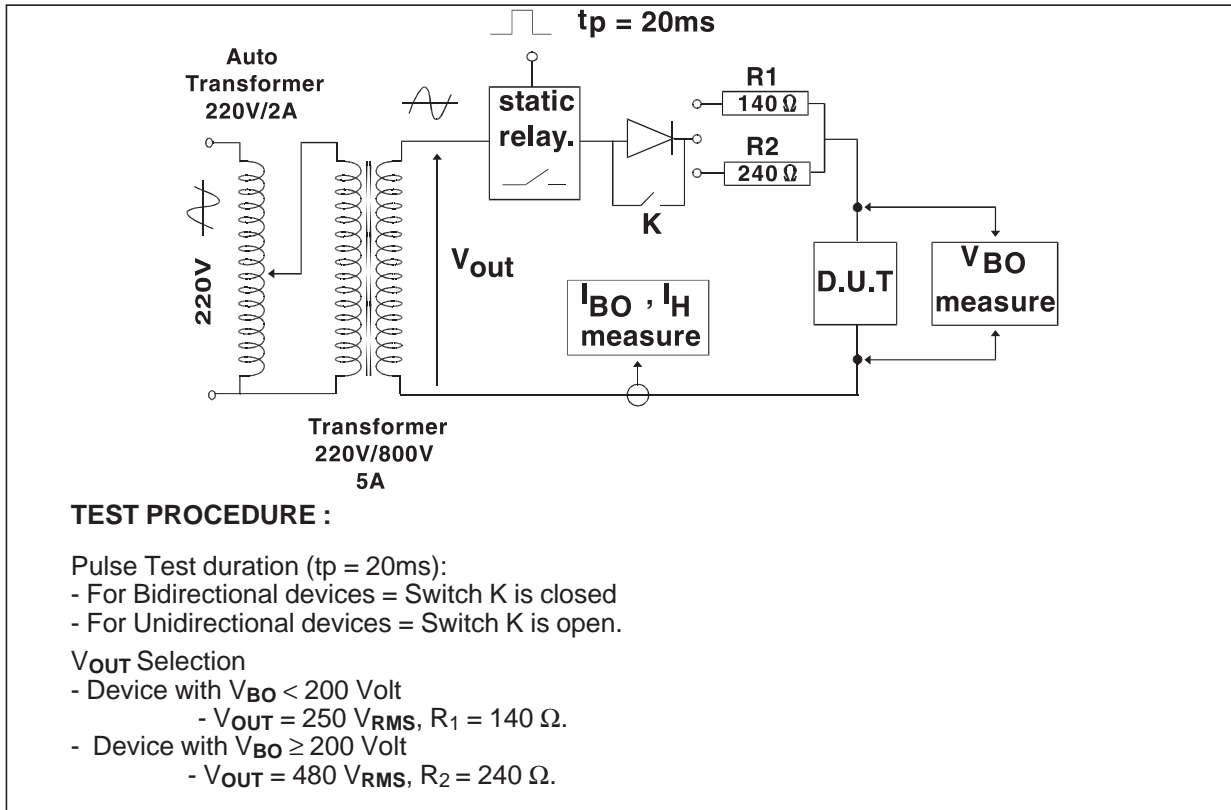 tp = 20ms
Auto
Transformer
220V/2A
static
relay.
R1
140 Ω
R2
240 Ω
K
220V
Vout
IBO , IH
measure
D.U.T
VBO
measure
Transformer
220V/800V
5A
TEST PROCEDURE :
Pulse Test duration (tp = 20ms):
- For Bidirectional devices = Switch K is closed
- For Unidirectional devices = Switch K is open.
VOUT Selection
- Device with VBO < 200 Volt
- VOUT = 250 VRMS, R1 = 140 Ω.
- Device with VBO ≥ 200 Volt
- VOUT = 480 VRMS, R2 = 240 Ω.